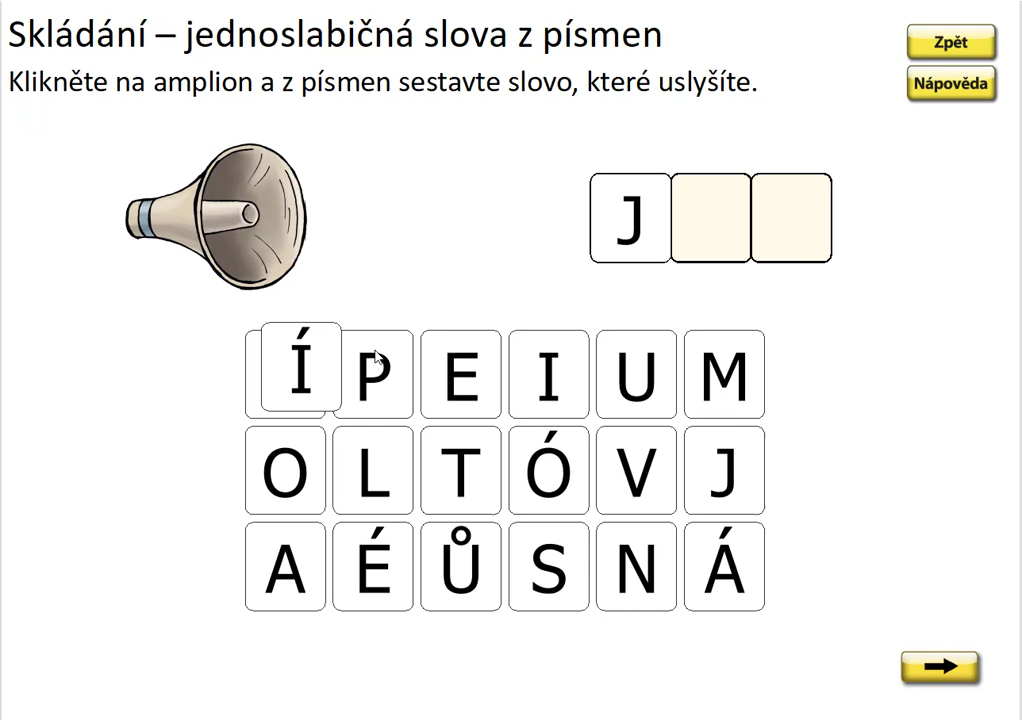 Skládání – jednoslabičná slova z písmen
Klikněte na amplion a z písmen sestavte slovo, které uslyšíte.
Zpět
Nápověda
J
Í P E I U M
O L T Ó V J
A É Ů S N Á